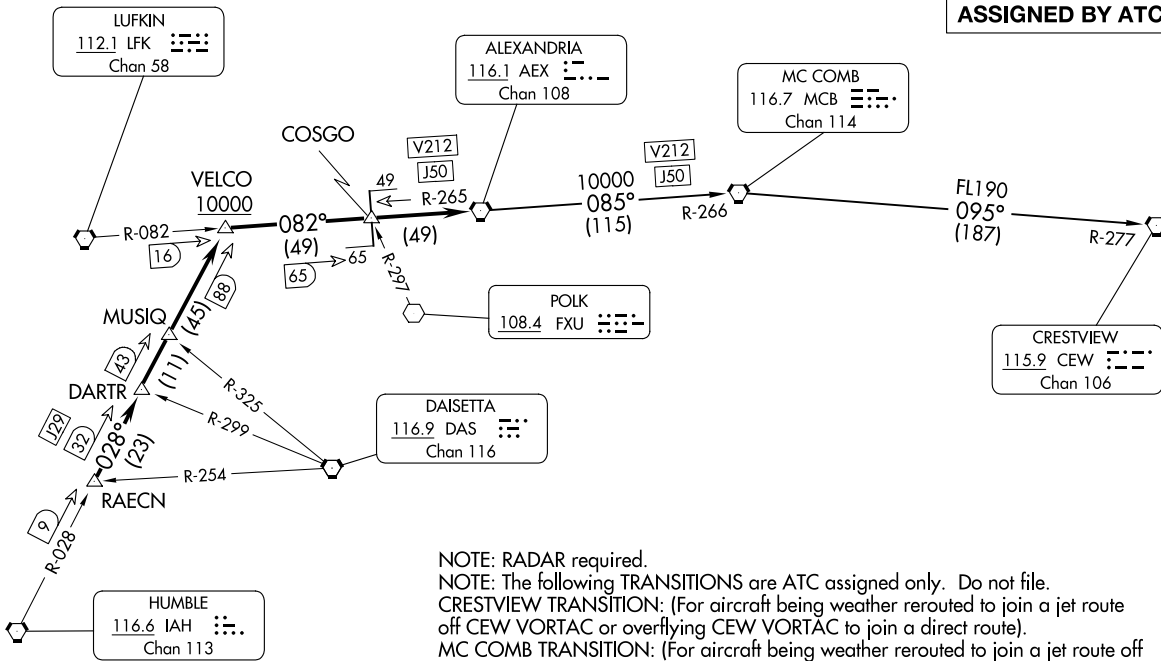 ASSIGNED BY ATC
LUFKIN
112.1 LFK
Chan 58
ALEXANDRIA
116.1 AEX
Chan 108
MC COMB
116.7 MCB
Chan 114
COSGO
V212
J50
V212
J50
VELCO
10000
49
R-265
10000
085°
(115)
R-266
FL190
095°
(187)
R-277
R-082
16
082°
(49)
65
65
(49)
R-297
88
(45)
MUSIQ
POLK
108.4 FXU
CRESTVIEW
115.9 CEW
Chan 106
43
(11)
DARTR
R-325
R-299
DAISETTA
116.9 DAS
Chan 116
J29
32
028°
(23)
R-254
RAECN
9
R-028
HUMBLE
116.6 IAH
Chan 113
NOTE: RADAR required.
NOTE: The following TRANSITIONS are ATC assigned only. Do not file.
CRESTVIEW TRANSITION: (For aircraft being weather rerouted to join a jet route
off CEW VORTAC or overflying CEW VORTAC to join a direct route).
MC COMB TRANSITION: (For aircraft being weather rerouted to join a jet route off